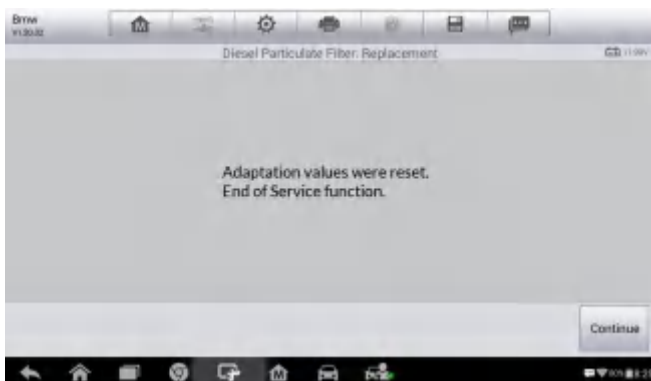 Bmw
Diesel Particulate Filter: Replacement
Adaptation values were reset.
End of Service function.
Continue